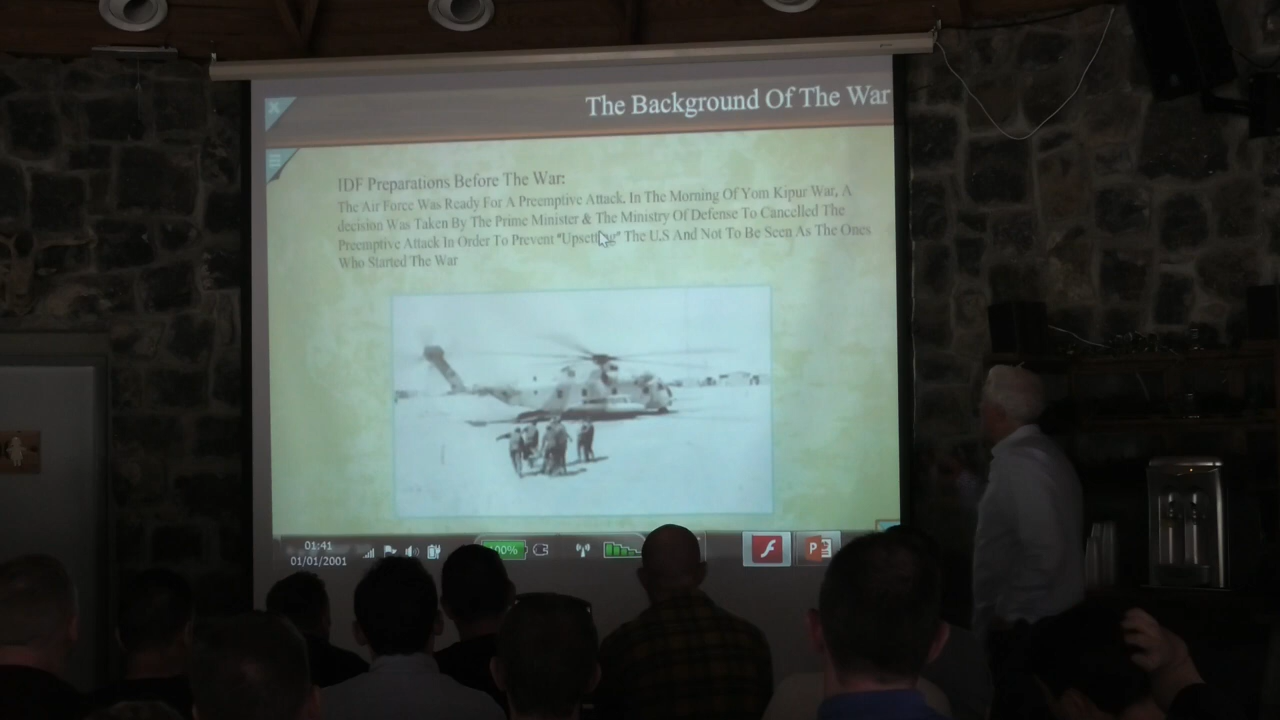 The Background Of The War
IDF Preparations Before The War:
The Air Force Was Ready For A Preemptive Attack. In The Morning Of Yom Kipur War, A
decision Was Taken By The Prime Minister & The Ministry Of Defense To Cancelled The
Preemptive Attack In Order To Prevent "Upsetting" The U.S And Not To Be Seen As The Ones
Who Started The War
01:41
01/01/2001
100%
P